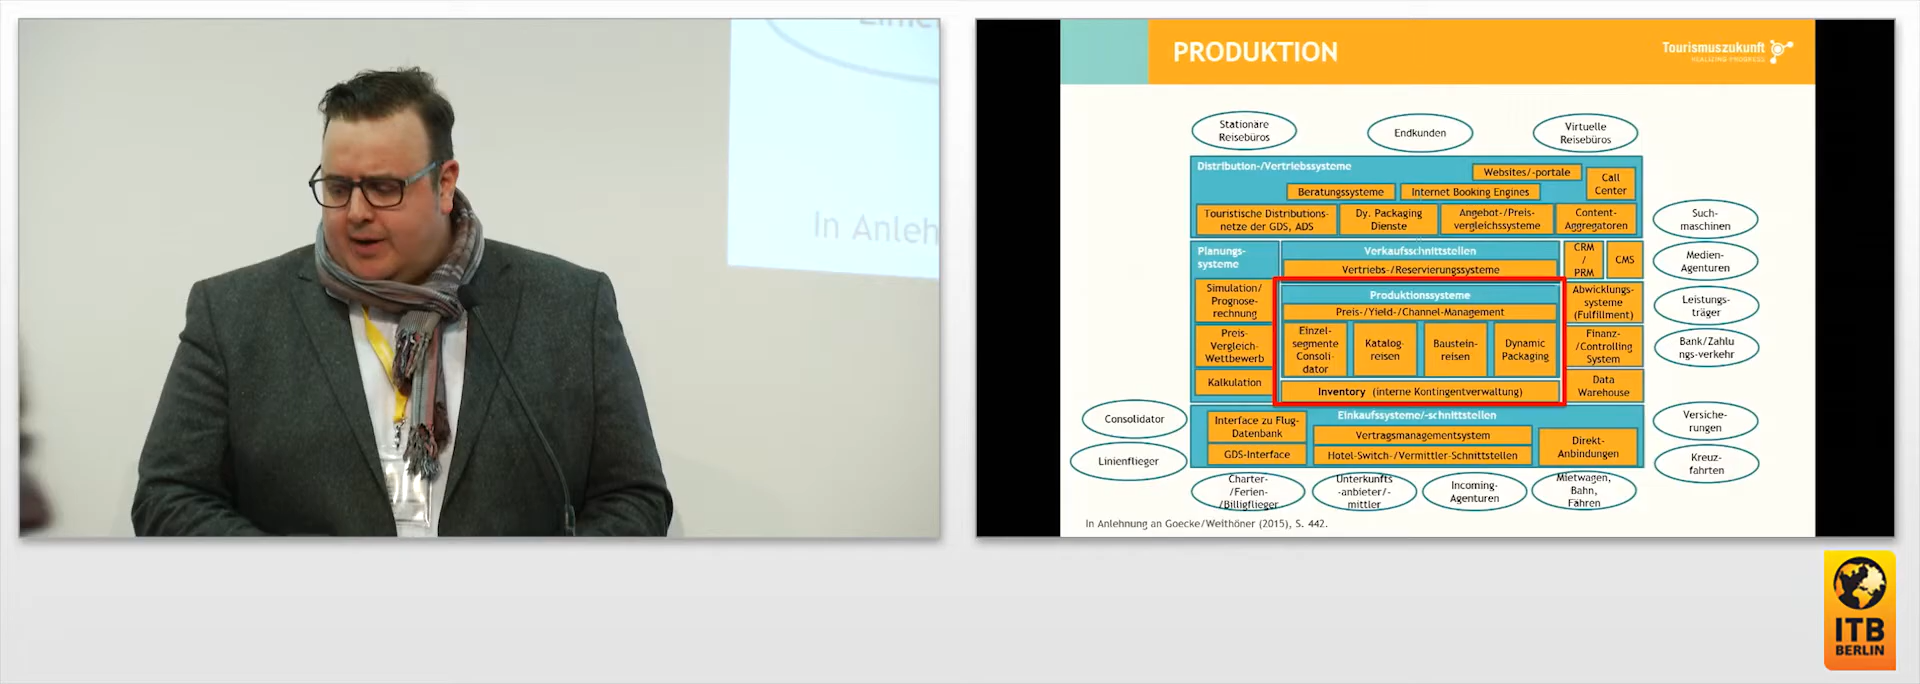 In Anleh
PRODUKTION
Tourismuszukunft
REALIZING PROGRESS
Stationäre
Reisebüros
Endkunden
Virtuelle
Reisebüros
Distribution-/Vertriebssysteme
Websites/-portale
Call
Center
Beratungssysteme
Internet Booking Engines
Touristische Distributions-
netze der GDS, ADS
Dy. Packaging
Dienste
Angebot-/Preis-
vergleichssysteme
Content-
Aggregatoren
Such-
maschinen
Planungs-
systeme
Verkaufsschnittstellen
Vertriebs-/Reservierungssysteme
CRM
/
PRM
CMS
Medien-
Agenturen
Simulation/
Prognose-
rechnung
Produktionssysteme
Preis-/Yield-/Channel-Management
Abwicklungs-
systeme
(Fulfillment)
Leistungs-
träger
Preis-
Vergleich-
Wettbewerb
Einzel-
segmente
Consoli-
dator
Katalog-
reisen
Baustein-
reisen
Dynamic
Packaging
Finanz-
/Controlling
System
Bank/Zahlu
ngs-verkehr
Kalkulation
Inventory (interne Kontingentverwaltung)
Data
Warehouse
Consolidator
Einkaufssysteme/-schnittstellen
Interface zu Flug-
Datenbank
Vertragsmanagementsystem
Direkt-
Anbindungen
Versiche-
rungen
Linienflieger
GDS-Interface
Hotel-Switch-/Vermittler-Schnittstellen
Kreuz-
fahrten
Charter-
/Ferien-
/Billigflieger
Unterkunfts
-anbieter/-
mittler
Incoming-
Agenturen
Mietwagen,
Bahn,
Fähren
In Anlehnung an Goecke/Weithöner (2015), S. 442.
ITB
BERLIN